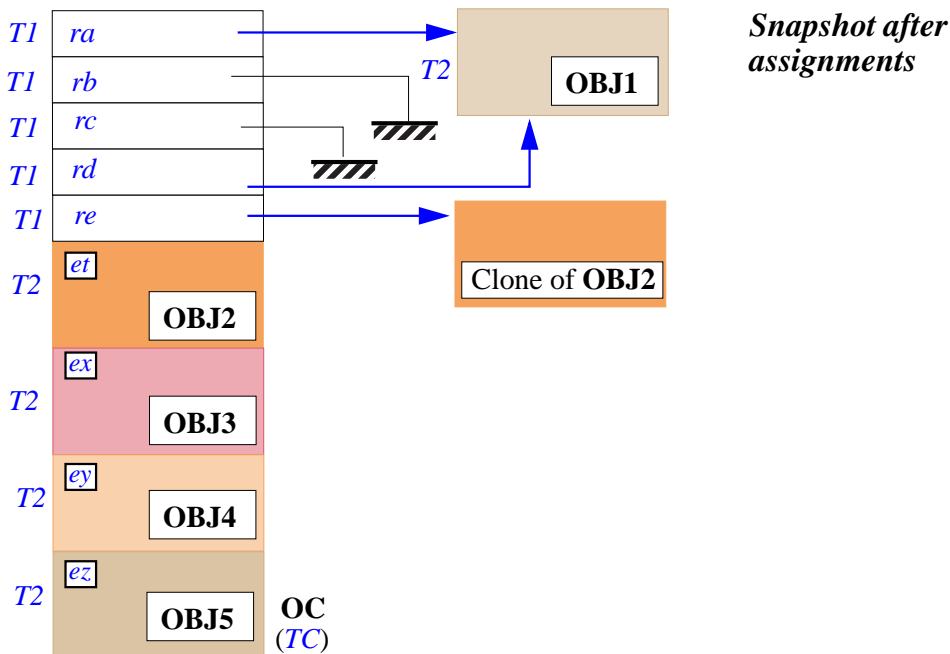 T1 ra
T2
OBJ1
Snapshot after
assignments
T1 rb
T1 rc
T1 rd
T1 re
Clone of OBJ2
T2
et
OBJ2
T2
ex
OBJ3
T2
ey
OBJ4
T2
ez
OBJ5
OC
(TC)